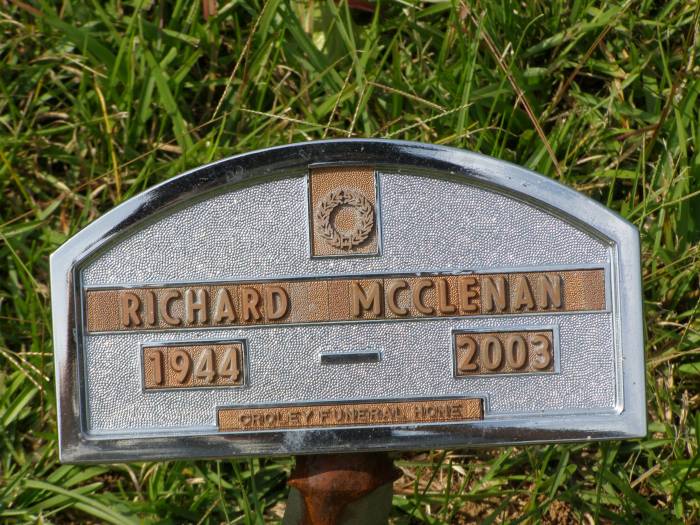 RICHARD MCCLENAN
1944 – 2003
CROLEY FUNERAL HOME